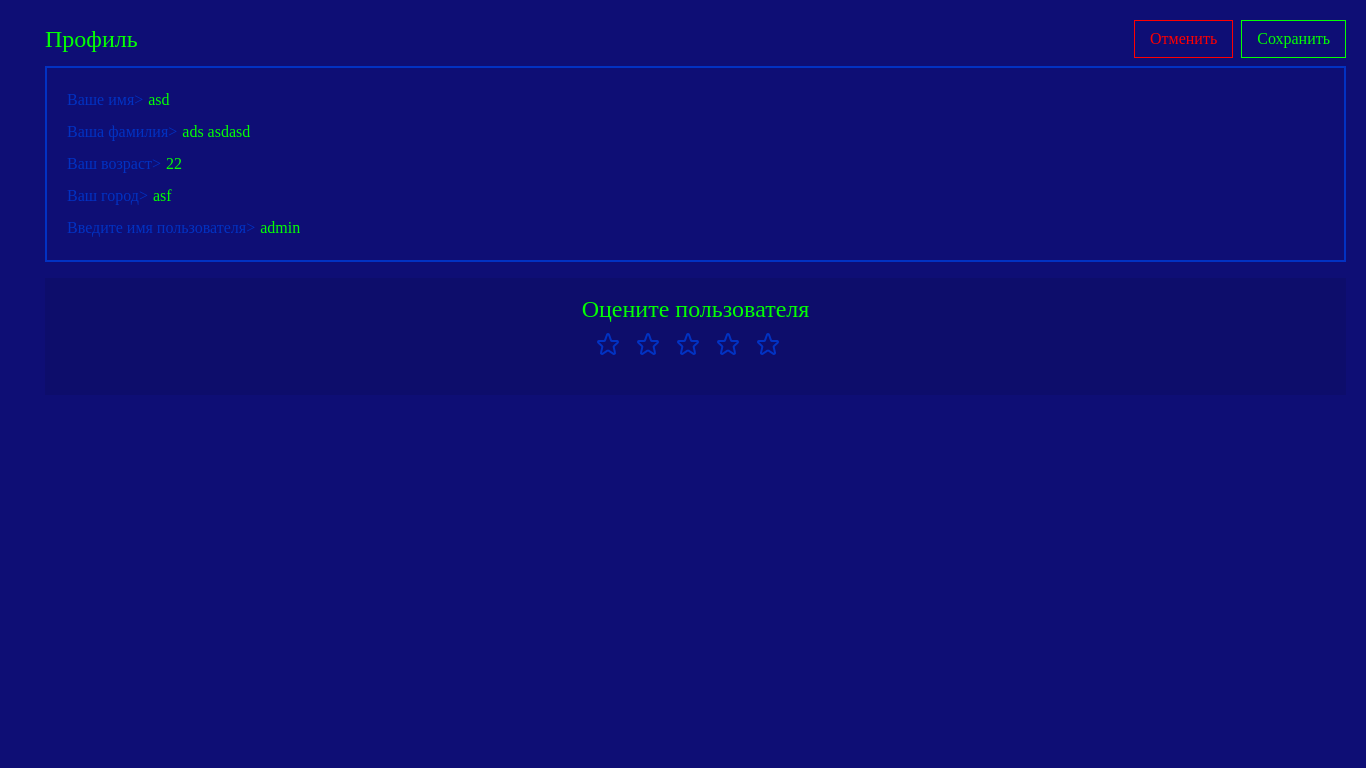 Профиль
Отменить
Сохранить
Ваше имя> asd
Ваша фамилия> ads asdasd
Ваш возраст> 22
Ваш город> asf
Введите имя пользователя> admin
Оцените пользователя